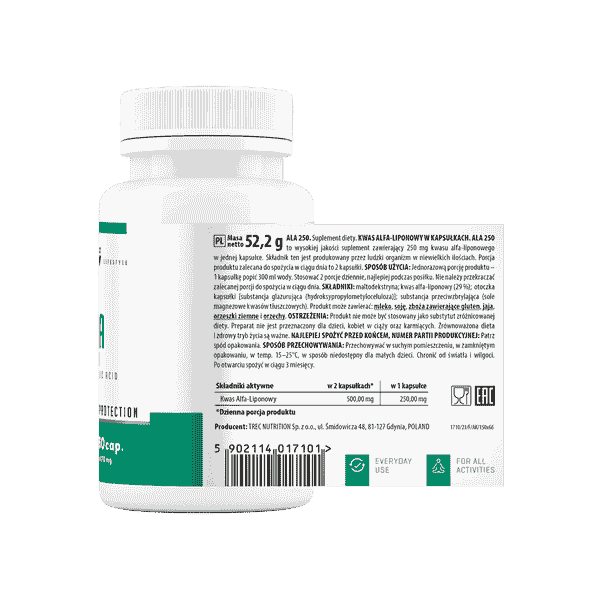 LIFESTYLE
A
IC ACID
PROTECTION
60cap.
PL Masa netto 52,2 g ALA 250. Suplement diety. KWAS ALFA-LIPONOWY W KAPSUŁKACH. ALA 250
to wysokiej jakości suplement zawierający 250 mg kwasu alfa-liponowego
w jednej kapsułce. Składnik ten jest produkowany przez ludzki organizm w niewielkich ilościach. Porcja
produktu zalecana do spożycia w ciągu dnia to 2 kapsułki. SPOSÓB UŻYCIA: Jednorazową porcję produktu –
1 kapsułkę popić 300 ml wody. Stosować 2 porcje dziennie, najlepiej podczas posiłku. Nie należy przekraczać
zalecanej porcji do spożycia w ciągu dnia. SKŁADNIKI: maltodekstryna; kwas alfa-liponowy (29%); otoczka
kapsułki [substancja glazurująca (hydroksypropylometyloceluloza)]; substancja przeciwzbrylająca (sole
magnezowe kwasów tłuszczowych). Produkt może zawierać: mleko, soję, zboża zawierające gluten, jaja,
orzeszki ziemne i orzechy. OSTRZEŻENIA: Produkt nie może być stosowany jako substytut zróżnicowanej
diety. Preparat nie jest przeznaczony dla dzieci, kobiet w ciąży oraz karmiących. Zrównoważona dieta
i zdrowy tryb życia są ważne. NAJLEPIEJ SPOŻYĆ PRZED KOŃCEM, NUMER PARTII PRODUKCYJNEJ: Patrz
spód opakowania. SPOSÓB PRZECHOWYWANIA: Przechowywać w suchym pomieszczeniu, w zamkniętym
opakowaniu, w temp. 15–25°C, w sposób niedostępny dla małych dzieci. Chronić od światła i wilgoci.
Po otwarciu spożyć w ciągu 3 miesięcy.
Składniki aktywne w 2 kapsułkach* w 1 kapsułce
Kwas Alfa-Liponowy 500,00 mg 250,00 mg
*Dzienna porcja produktu
EAC
Producent: TREC NUTRITION Sp. z o.o., ul. Śmidowicza 48, 81-127 Gdynia, POLAND
5 902114 017101 >
EVERYDAY
USE
FOR ALL
ACTIVITIES